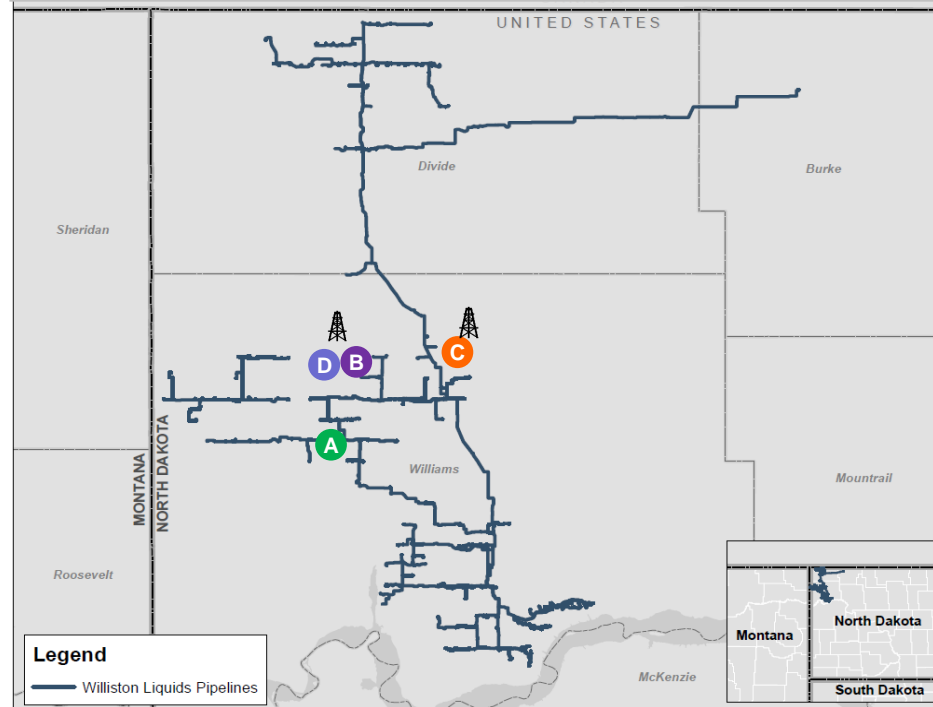 UNITED STATES
Divide
Burke
Sheridan
D
B
C
A
Williams
MONTANA
NORTH DAKOTA
Mountrail
Roosevelt
McKenzie
Legend
Williston Liquids Pipelines
Montana
North Dakota
South Dakota